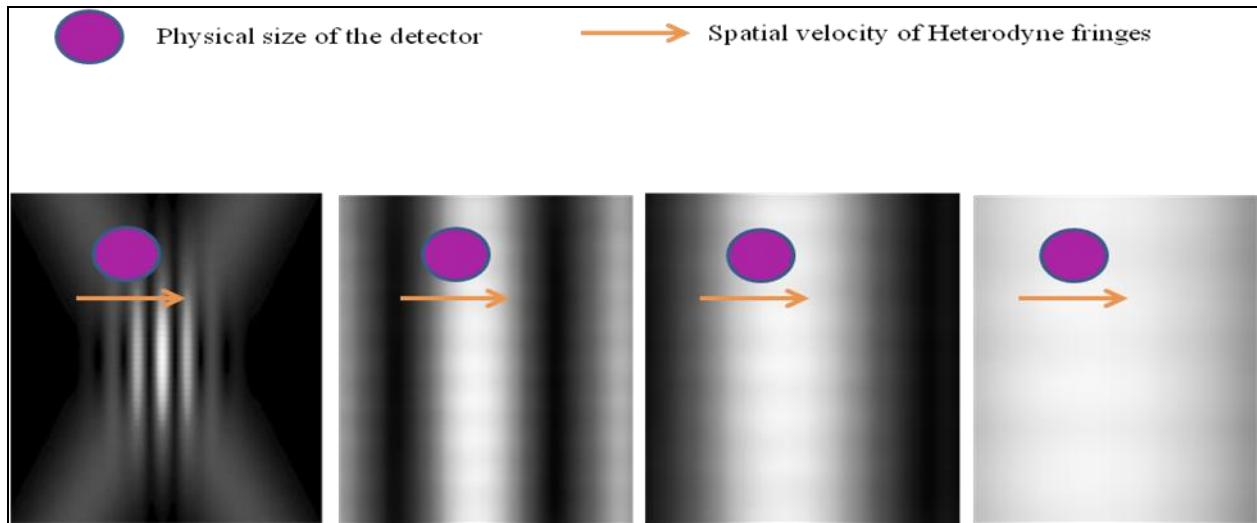 Physical size of the detector
Spatial velocity of Heterodyne fringes